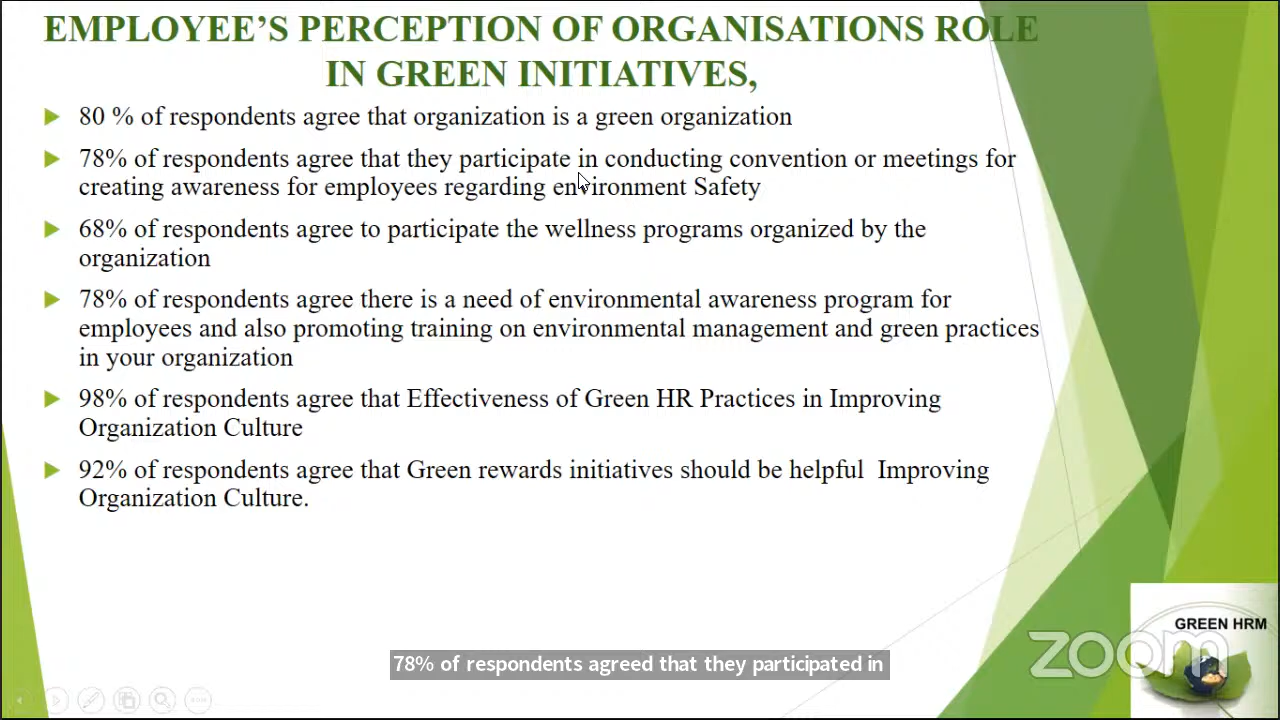 EMPLOYEE’S PERCEPTION OF ORGANISATIONS ROLE
IN GREEN INITIATIVES,
80 % of respondents agree that organization is a green organization
78% of respondents agree that they participate in conducting convention or meetings for
creating awareness for employees regarding environment Safety
68% of respondents agree to participate the wellness programs organized by the
organization
78% of respondents agree there is a need of environmental awareness program for
employees and also promoting training on environmental management and green practices
in your organization
98% of respondents agree that Effectiveness of Green HR Practices in Improving
Organization Culture
92% of respondents agree that Green rewards initiatives should be helpful  Improving
Organization Culture.
GREEN HRM
zoom
78% of respondents agreed that they participated in